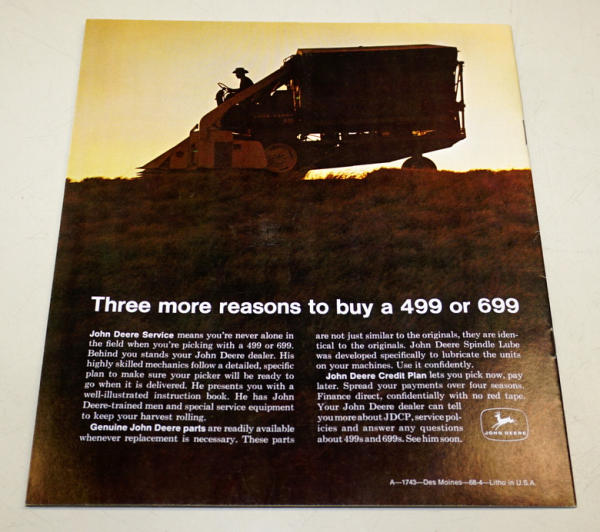 Three more reasons to buy a 499 or 699
John Deere Service means you're never alone in
the field when you're picking with a 499 or 699.
Behind you stands your John Deere dealer. His
highly skilled mechanics follow a detailed, specific
plan to make sure your picker will be ready to
go when it is delivered. He presents you with a
well-illustrated instruction book. He has John
Deere-trained men and special service equipment
to keep your harvest rolling.
Genuine John Deere parts are readily available
whenever replacement is necessary. These parts
are not just similar to the originals, they are iden-
tical to the originals. John Deere Spindle Lube
was developed specifically to lubricate the units
on your machines. Use it confidently.
John Deere Credit Plan lets you pick now, pay
later. Spread your payments over four seasons.
Finance direct, confidentially with no red tape.
Your John Deere dealer can tell
you more about JDCP, service pol-
icies and answer any questions
about 499s and 699s. See him soon.
JOHN DEERE
A—1743—Des Moines—68-4—Litho in U.S.A.